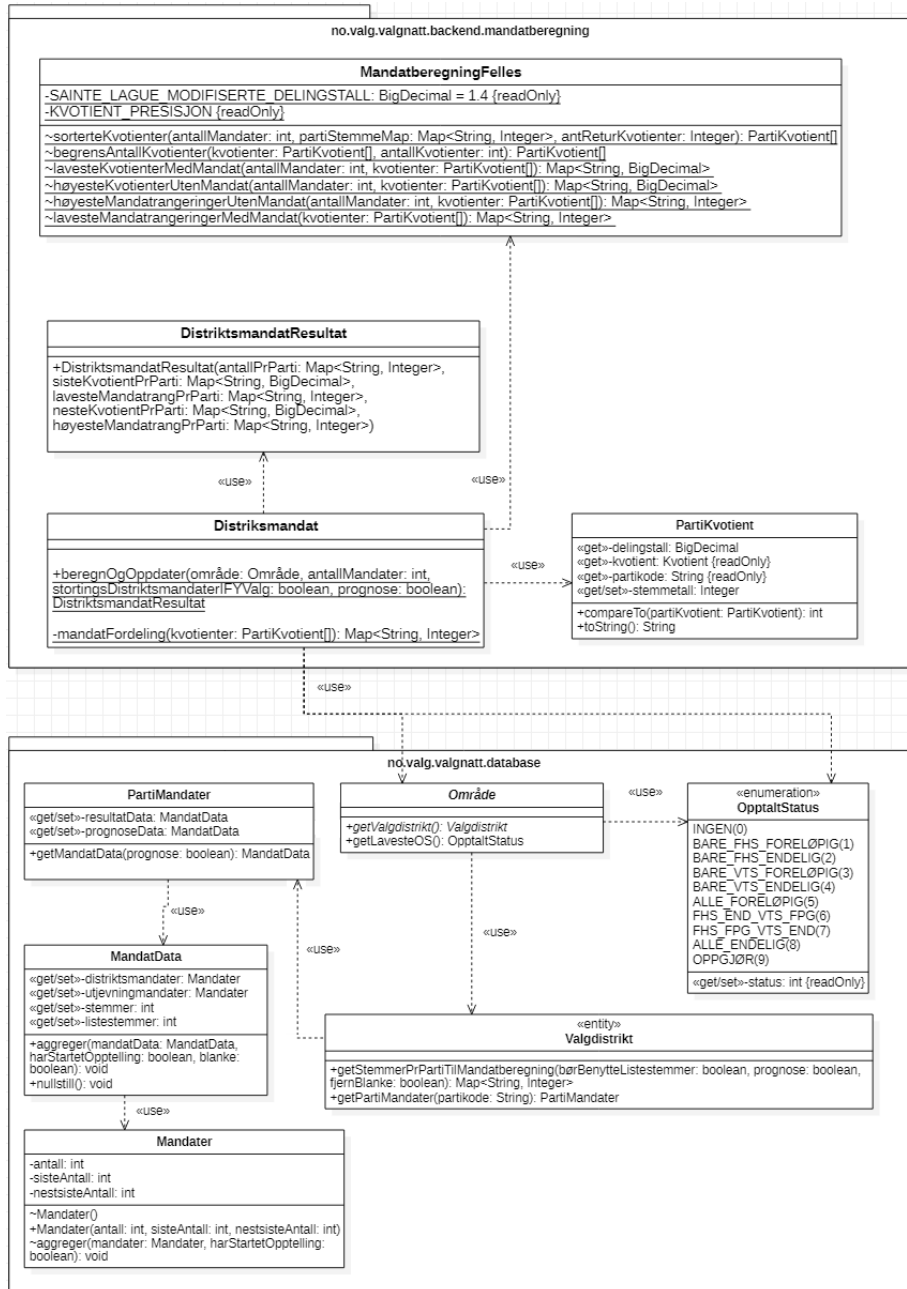 no.valg.valgnatt.backend.mandatberegning
MandatberegningFelles
-SAINTE_LAGUE_MODIFISERTE_DELINGSTALL: BigDecimal = 1.4 {readOnly}
-KVOTIENT_PRESISJON {readOnly}
~sorterteKvotienter(antallMandater: int, partiStemmeMap: Map<String, Integer>, antReturKvotienter: Integer): PartiKvotient[]
~begrensAntallKvotienter(kvotienter: PartiKvotient[], antallKvotienter: int): PartiKvotient[]
~lavesteKvotienterMedMandat(antallMandater: int, kvotienter: PartiKvotient[]): Map<String, BigDecimal>
~høyesteKvotienterUtenMandat(antallMandater: int, kvotienter: PartiKvotient[]): Map<String, BigDecimal>
~høyesteMandatrangeringerUtenMandat(antallMandater: int, kvotienter: PartiKvotient[]): Map<String, Integer>
~lavesteMandatrangeringerMedMandat(kvotienter: PartiKvotient[]): Map<String, Integer>
DistriktsmandatResultat
+DistriktsmandatResultat(antallPrParti: Map<String, Integer>,
sisteKvotientPrParti: Map<String, BigDecimal>,
lavesteMandatrangPrParti: Map<String, Integer>,
nesteKvotientPrParti: Map<String, BigDecimal>,
høyesteMandatrangPrParti: Map<String, Integer>)
«use»
«use»
Distriksmandat
+beregnOgOppdater(område: Område, antallMandater: int,
stortingsDistriktsmandaterIFYValg: boolean, prognose: boolean):
DistriktsmandatResultat
-mandatFordeling(kvotienter: PartiKvotient[]): Map<String, Integer>
«use»
PartiKvotient
«get»-delingstall: BigDecimal
«get»-kvotient: Kvotient {readOnly}
«get»-partikode: String {readOnly}
«get/set»-stemmetall: Integer
+compareTo(partiKvotient: PartiKvotient): int
+toString(): String
«use»
no.valg.valgnatt.database
PartiMandater
«get/set»-resultatData: MandatData
«get/set»-prognoseData: MandatData
+getMandatData(prognose: boolean): MandatData
Område
+getValgdistrikt(): Valgdistrikt
+getLavesteOS(): OpptaltStatus
«use»
«enumeration»
OpptaltStatus
INGEN(0)
BARE_FHS_FORELØPIG(1)
BARE_FHS_ENDELIG(2)
BARE_VTS_FORELØPIG(3)
BARE_VTS_ENDELIG(4)
ALLE_FORELØPIG(5)
FHS_END_VTS_FPG(6)
FHS_FPG_VTS_END(7)
ALLE_ENDELIG(8)
OPPGJØR(9)
«get/set»-status: int {readOnly}
«use»
«use»
«use»
MandatData
«get/set»-distriktsmandater: Mandater
«get/set»-utjevningmandater: Mandater
«get/set»-stemmer: int
«get/set»-listestemmer: int
+aggreger(mandatData: MandatData,
harStartetOpptelling: boolean, blanke:
boolean): void
+nullstill(): void
«entity»
Valgdistrikt
+getStemmerPrPartiTilMandatberegning(børBenytteListestemmer: boolean, prognose: boolean,
fjernBlanke: boolean): Map<String, Integer>
+getPartiMandater(partikode: String): PartiMandater
«use»
Mandater
-antall: int
-sisteAntall: int
-nestsisteAntall: int
~Mandater()
+Mandater(antall: int, sisteAntall: int, nestsisteAntall: int)
~aggreger(mandater: Mandater, harStartetOpptelling:
boolean): void